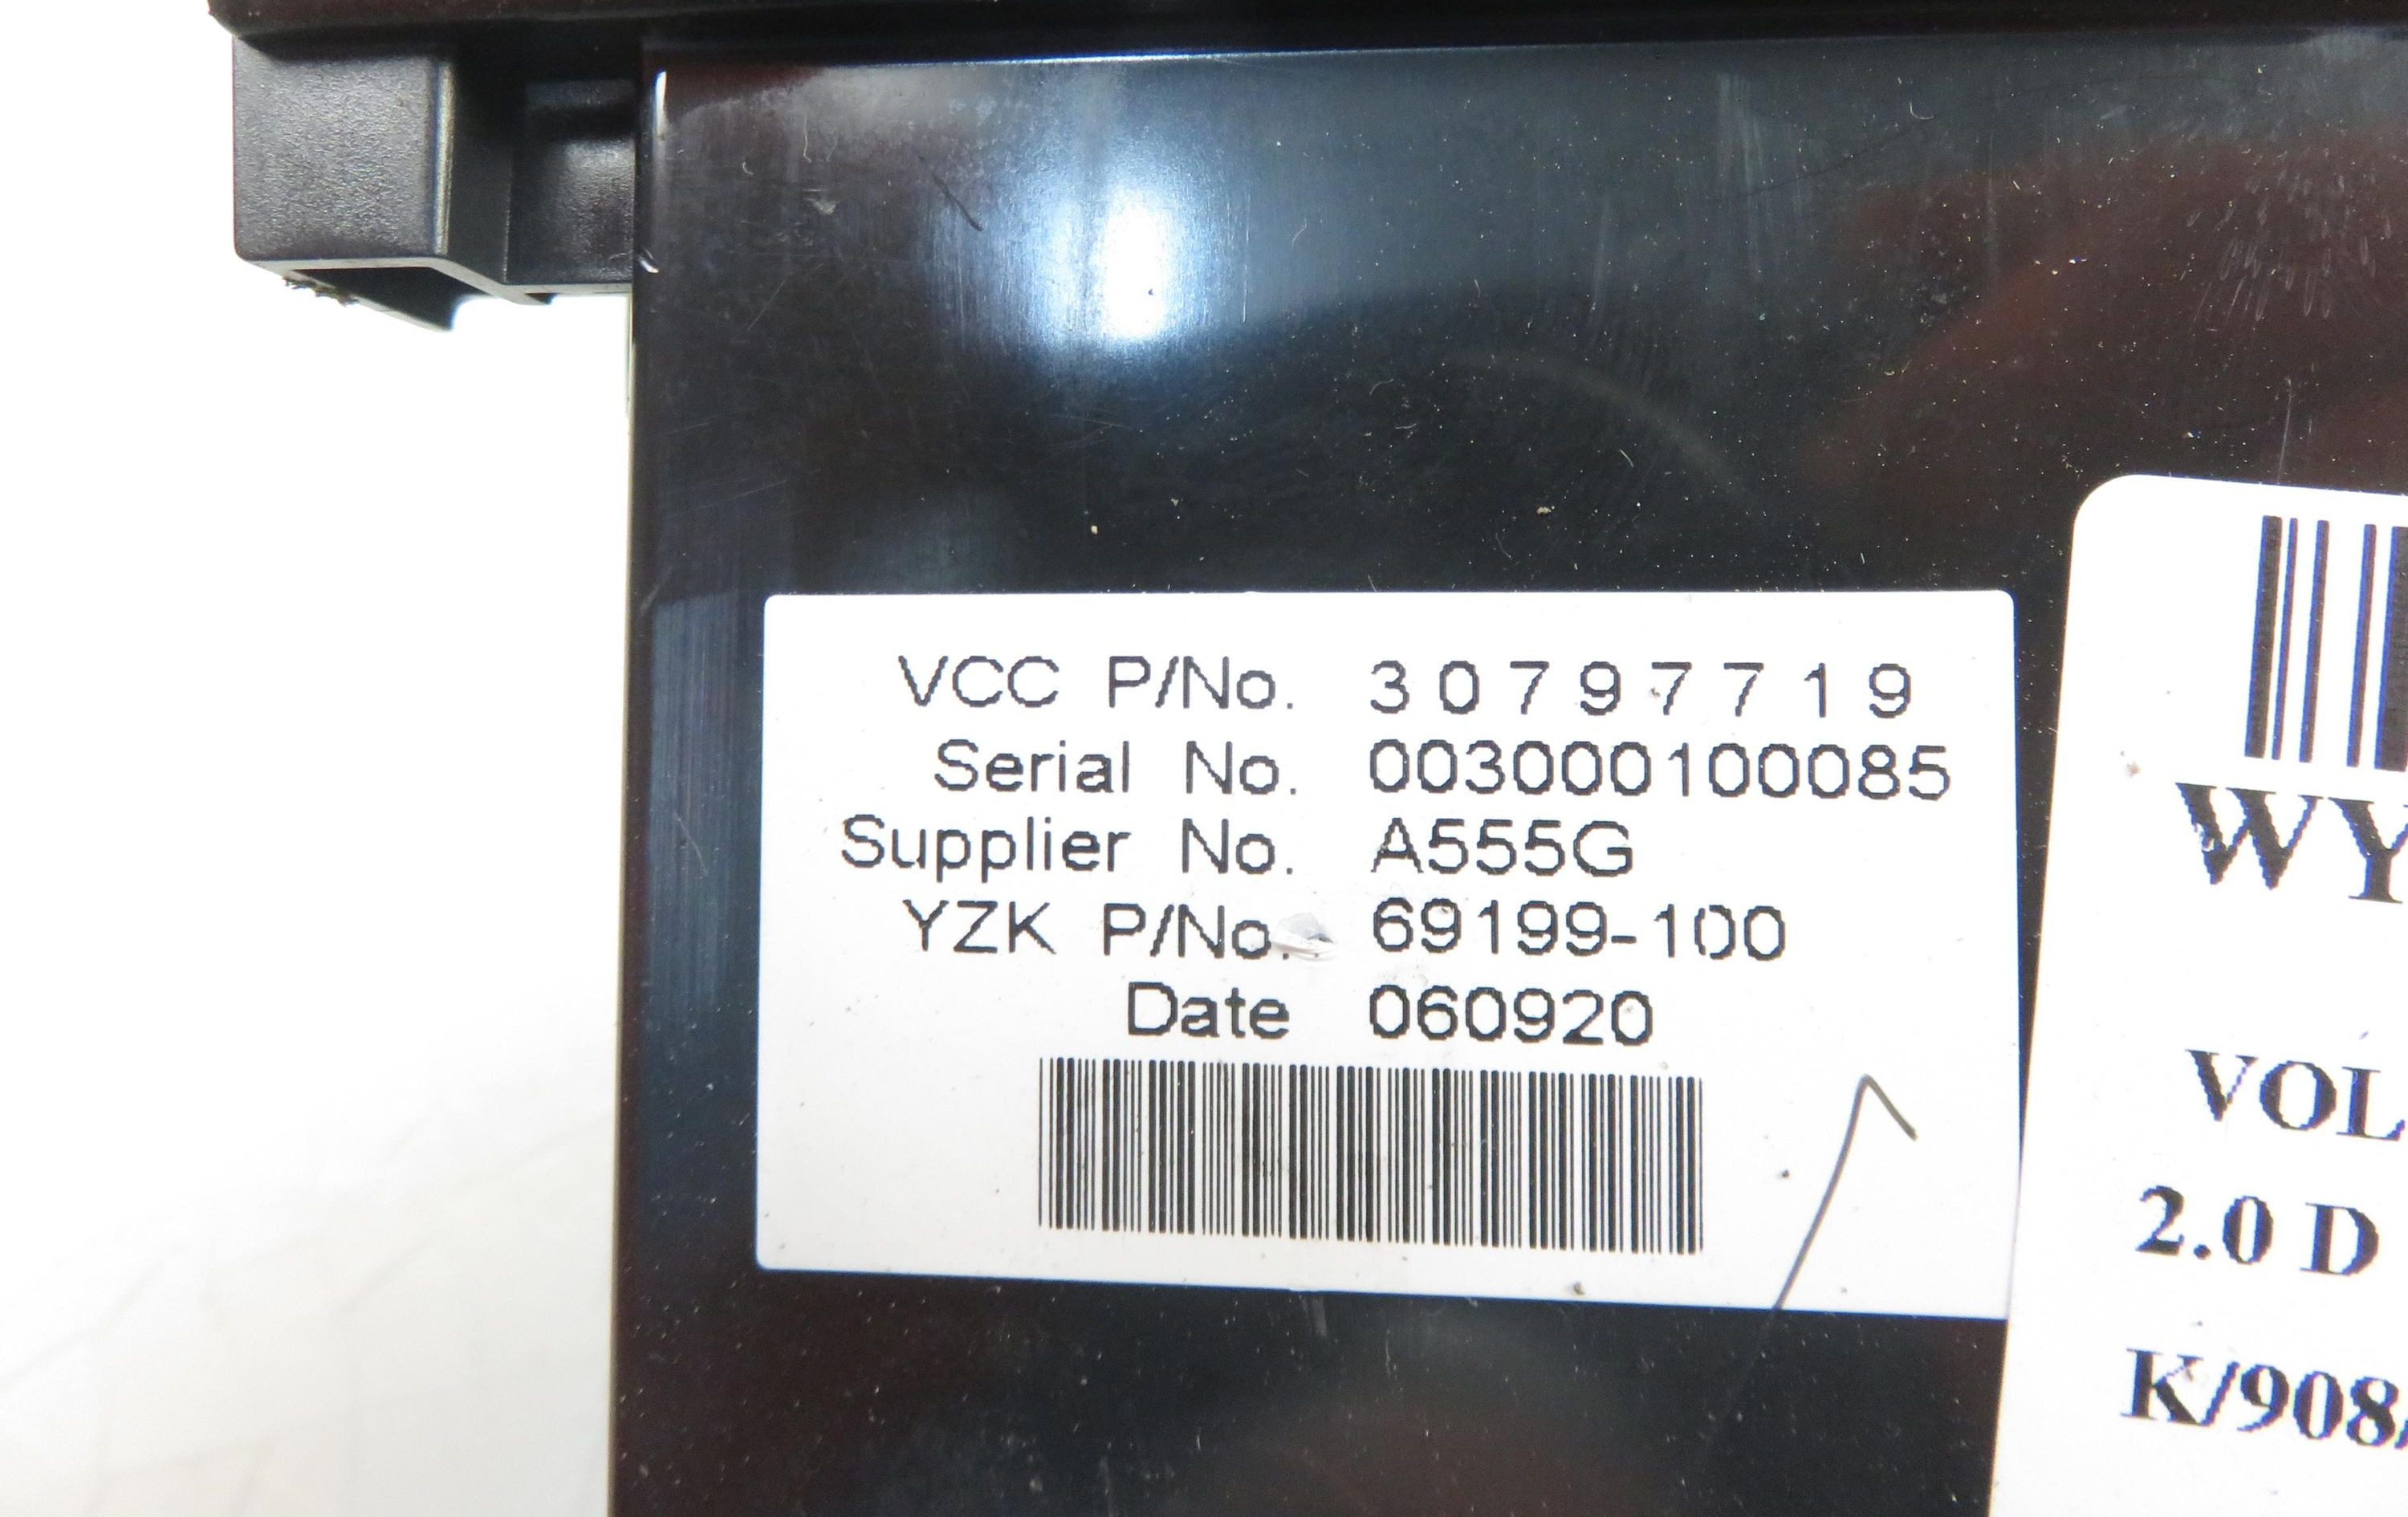 VCC P/No. 30797719
Serial No. 003000100085
Supplier No. A555G
YZK P/No. 69199-100
Date 060920
WY
VOL
2.0 D
K/908/